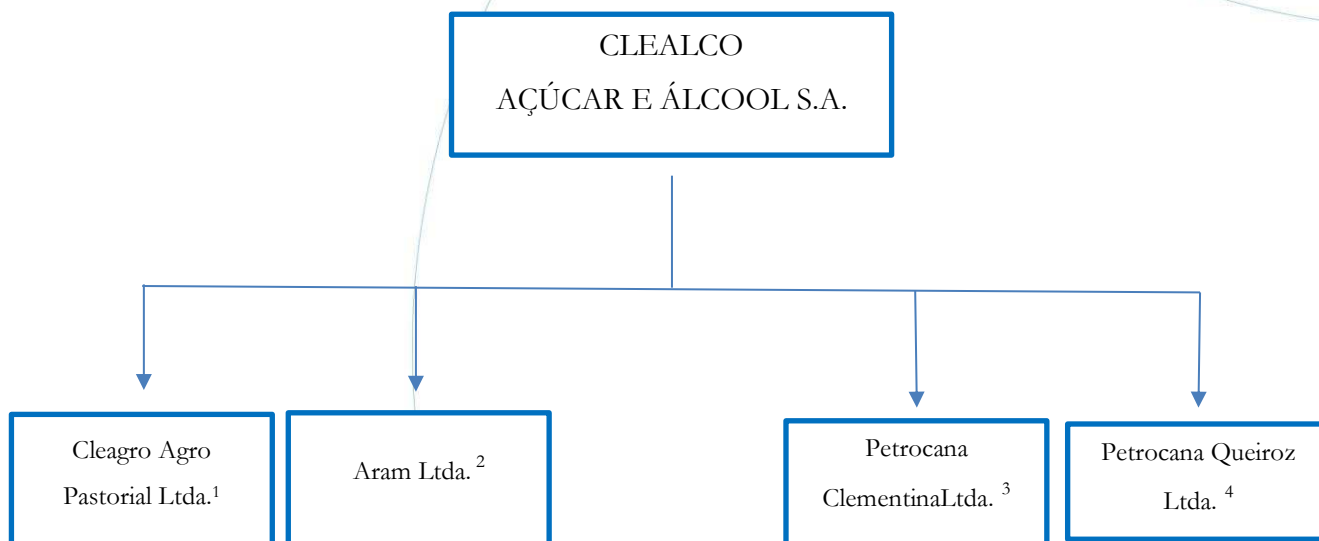 CLEALCO
AÇÚCAR E ÁLCOOL S.A.
Cleagro Agro
Pastorial Ltda.¹
Aram Ltda. ²
Petrocana
ClementinaLtda. ³
Petrocana Queiroz
Ltda. ⁴